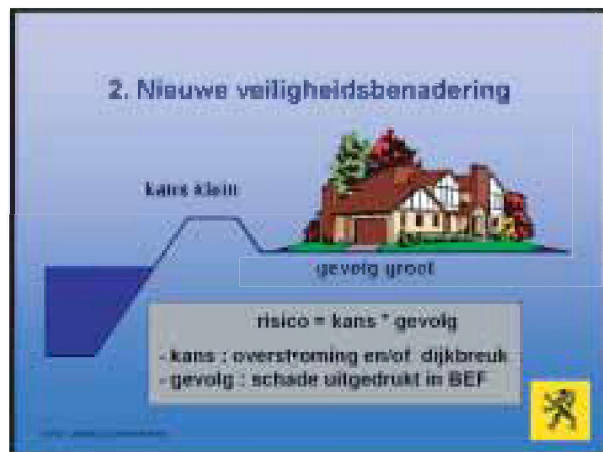 2. Nieuwe veiligheidsbenadering
kans klein
gevolg groot
risico = kans * gevolg
- kans : overstroming en/of dijkbreuk
- gevolg : schade uitgedrukt in BEF